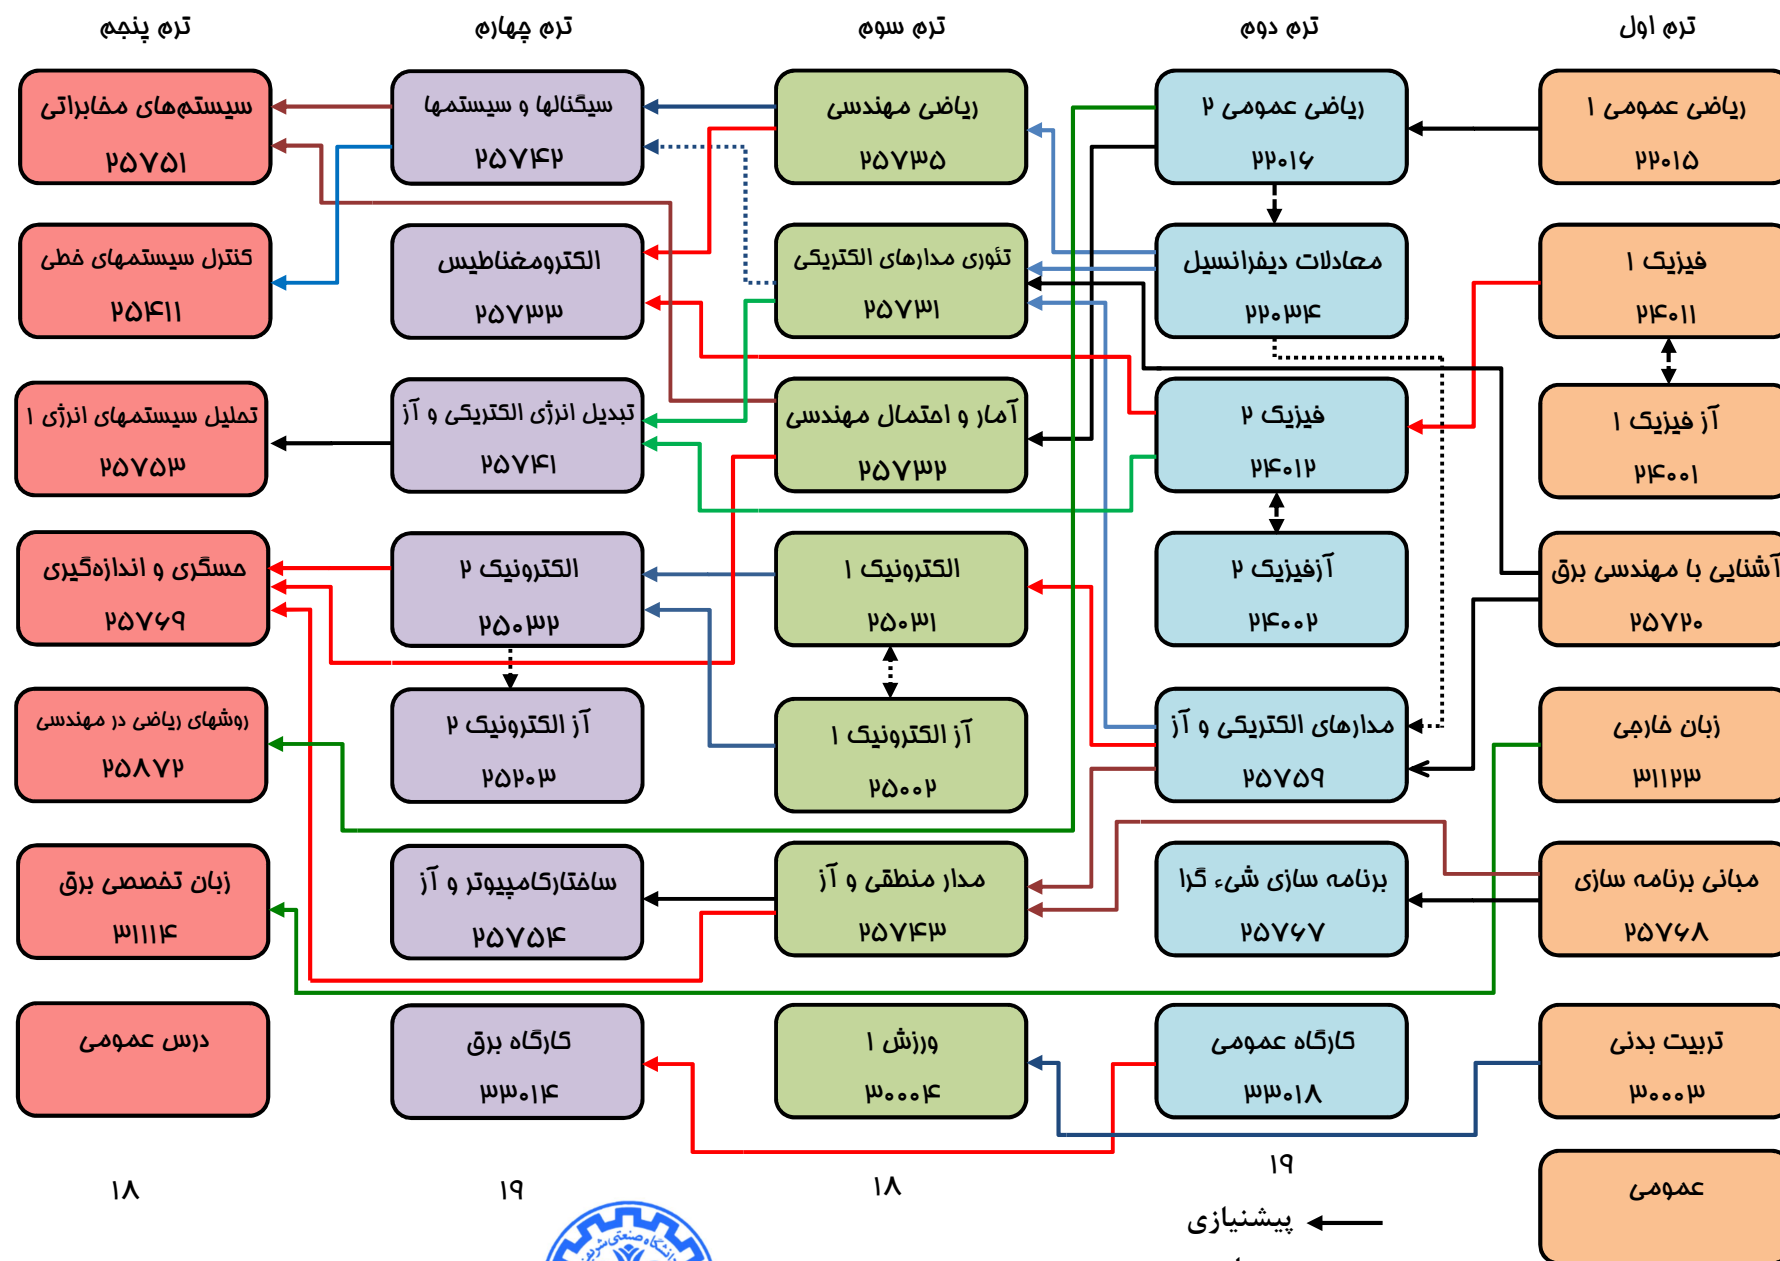 ترم اول
ترم دوم
ترم سوم
ترم چهارم
ترم پنجم
ریاضی عمومی ۱
۲۲۰۱۵
ریاضی عمومی ۲
۲۲۰۱۶
ریاضی مهندسی
۲۵۷۳۵
سیگنالها و سیستمها
۲۵۷۴۲
سیستم‌های مخابراتی
۲۵۷۵۱
فیزیک ۱
۲۴۰۱۱
معادلات دیفرانسیل
۲۲۰۳۴
تئوری مدارهای الکتریکی
۲۵۷۳۱
الکترومغناطیس
۲۵۷۳۳
کنترل سیستمهای خطی
۲۵۴۱۱
آز فیزیک ۱
۲۴۰۰۱
فیزیک ۲
۲۴۰۱۲
آمار و احتمال مهندسی
۲۵۷۳۲
تبدیل انرژی الکتریکی و آز
۲۵۷۴۱
تحلیل سیستمهای انرژی ۱
۲۵۷۵۳
آشنایی با مهندسی برق
۲۵۷۲۰
آزفیزیک ۲
۲۴۰۰۲
الکترونیک ۱
۲۵۰۳۱
الکترونیک ۲
۲۵۰۳۲
حسگری و اندازه‌گیری
۲۵۷۶۹
زبان خارجی
۳۱۱۲۳
مدارهای الکتریکی و آز
۲۵۷۵۹
آز الکترونیک ۱
۲۵۰۰۲
آز الکترونیک ۲
۲۵۲۰۳
روشهای ریاضی در مهندسی
۲۵۸۷۲
مبانی برنامه سازی
۲۵۷۶۸
برنامه سازی شیء گرا
۲۵۷۶۷
مدار منطقی و آز
۲۵۷۴۳
ساختارکامپیوتر و آز
۲۵۷۵۴
زبان تخصصی برق
۳۱۱۱۴
تربیت بدنی
۳۰۰۰۳
کارگاه عمومی
۳۳۰۱۸
ورزش ۱
۳۰۰۰۴
کارگاه برق
۳۳۰۱۴
درس عمومی
عمومی
۱۹
۱۸
۱۹
۱۸
پیشنیازی
دانشگاه صنعتی شریف